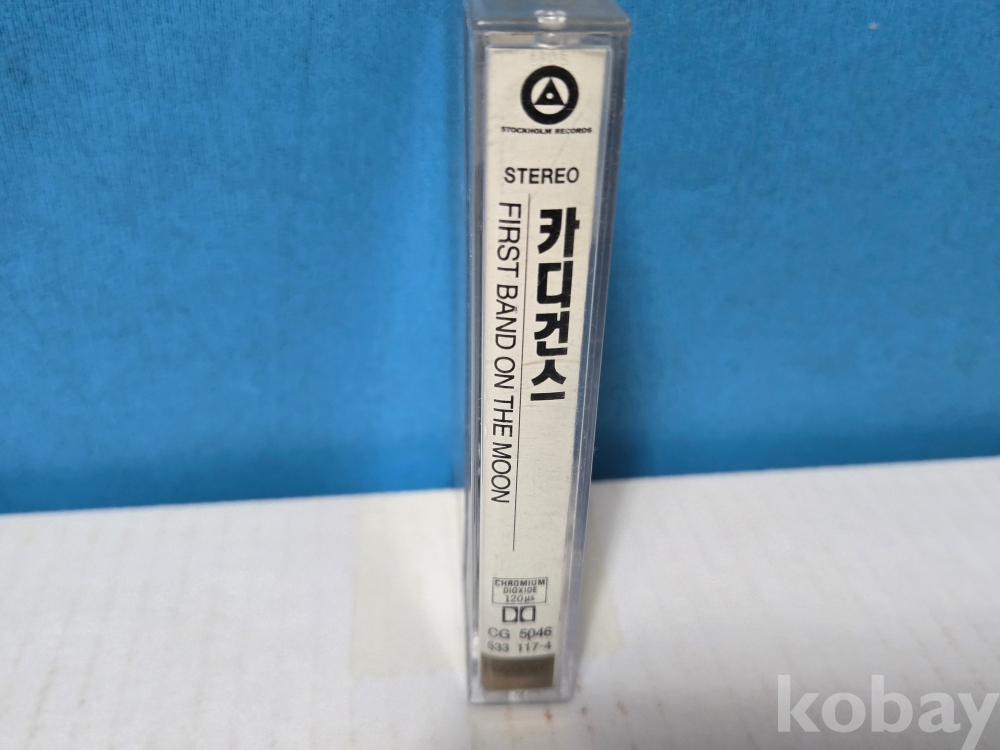 STOCKHOLM RECORDS
STEREO
카디건스
FIRST BAND ON THE MOON
CHROMIUM
DIOXIDE
120 µs
CG 5046
533 117-4
kobay